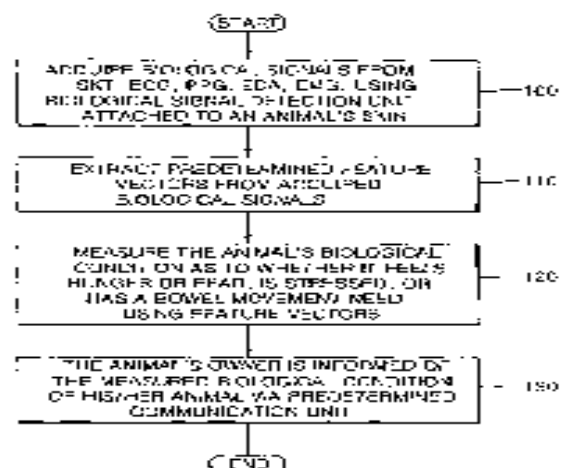 START
ACQUIRE BIOLOGICAL SIGNALS FROM
SKT, ECG, PPG, EDA, EMG, USING
BIOLOGICAL SIGNAL DETECTION UNIT
ATTACHED TO AN ANIMAL'S SKIN
100
EXTRACT PREDETERMINED FEATURE
VECTORS FROM ACQUIRED
BIOLOGICAL SIGNALS
110
MEASURE THE ANIMAL'S BIOLOGICAL
CONDITION AS TO WHETHER IT FEELS
HUNGER OR FEAR, IS STRESSED, OR
HAS A BOWEL MOVEMENT NEED
USING FEATURE VECTORS
120
THE ANIMAL'S OWNER IS INFORMED OF
THE MEASURED BIOLOGICAL CONDITION
OF HIS/HER ANIMAL VIA PREDETERMINED
COMMUNICATION UNIT
130
END